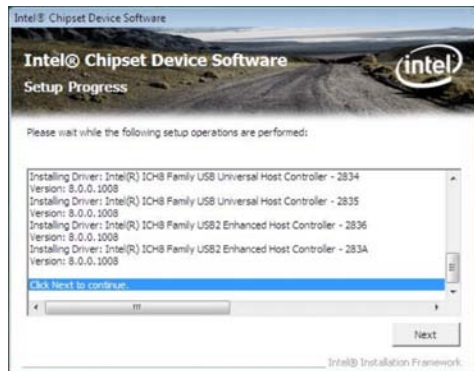 Intel® Chipset Device Software
Intel® Chipset Device Software
intel
Setup Progress
Please wait while the following setup operations are performed:
Installing Driver: Intel(R) ICH8 Family USB Universal Host Controller - 2834
Version: 8.0.0.1008
Installing Driver: Intel(R) ICH8 Family USB Universal Host Controller - 2835
Version: 8.0.0.1008
Installing Driver: Intel(R) ICH8 Family USB2 Enhanced Host Controller - 2836
Version: 8.0.0.1008
Installing Driver: Intel(R) ICH8 Family USB2 Enhanced Host Controller - 283A
Version: 8.0.0.1008
Click Next to continue.
Next
Intel® Installation Framework